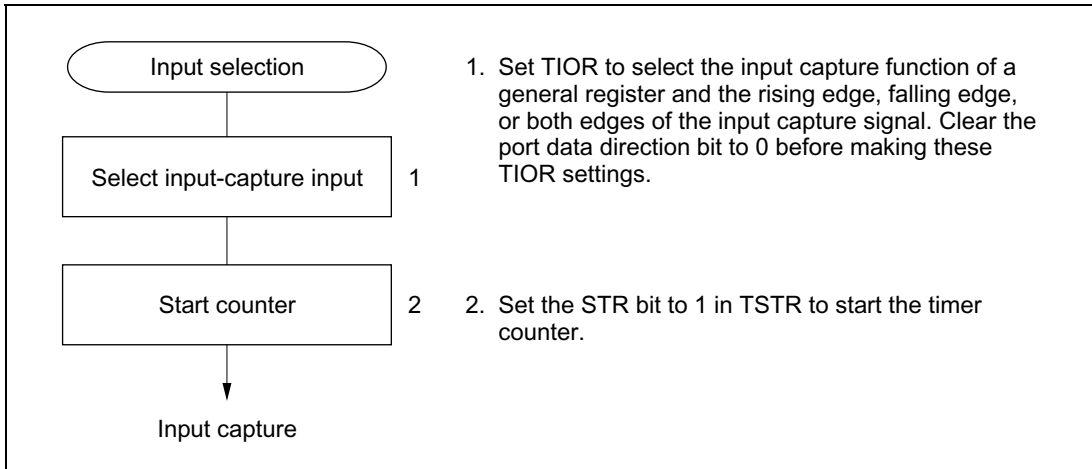 Input selection
Select input-capture input
1
Start counter
2
Input capture
1. Set TIOR to select the input capture function of a
general register and the rising edge, falling edge,
or both edges of the input capture signal. Clear the
port data direction bit to 0 before making these
TIOR settings.
2. Set the STR bit to 1 in TSTR to start the timer
counter.